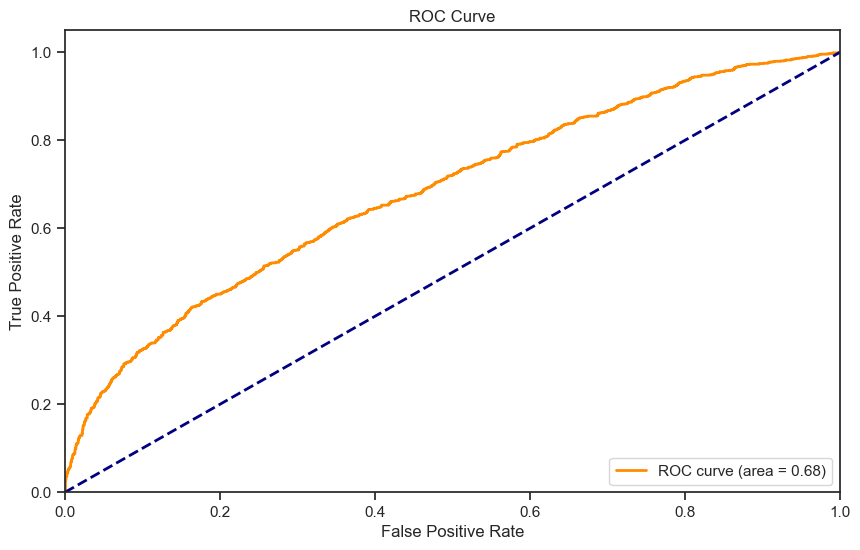 ROC Curve
True Positive Rate
1.0
0.8
0.6
0.4
0.2
0.0
0.0 0.2 0.4 0.6 0.8 1.0
False Positive Rate
ROC curve (area = 0.68)